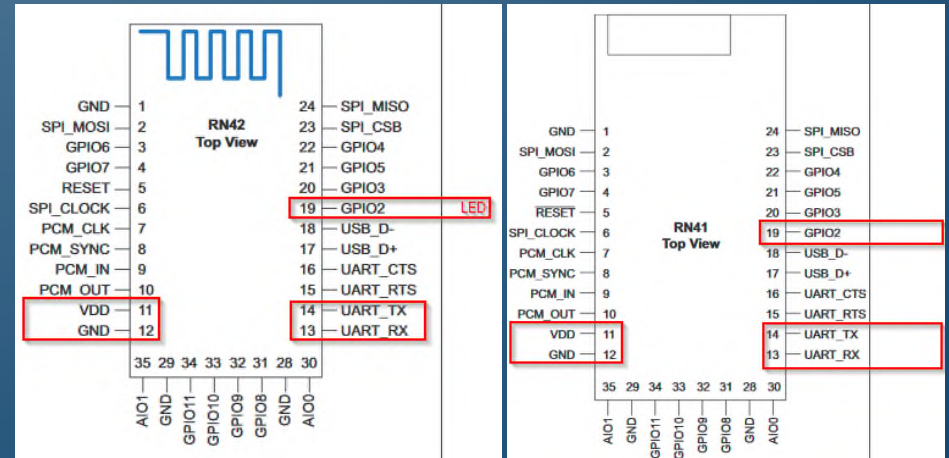 GND 1 24 SPI_MISO
SPI_MOSI 2 RN42 23 SPI_CSB
GPIO6 3 Top View 22 GPIO4
GPIO7 4 21 GPIO5
RESET 5 20 GPIO3
SPI_CLOCK 6 19 GPIO2 LED
PCM_CLK 7 18 USB_D-
PCM_SYNC 8 17 USB_D+
PCM_IN 9 16 UART_CTS
PCM_OUT 10 15 UART_RTS
VDD 11 14 UART_TX
GND 12 13 UART_RX
35 29 34 33 32 31 28 30
AIO1 GND GPIO11 GPIO10 GPIO9 GPIO8 GND AIO0
GND 1 24 SPI_MISO
SPI_MOSI 2 23 SPI_CSB
GPIO6 3 22 GPIO4
GPIO7 4 21 GPIO5
RESET 5 RN41 20 GPIO3
SPI_CLOCK 6 Top View 19 GPIO2
PCM_CLK 7 18 USB_D-
PCM_SYNC 8 17 USB_D+
PCM_IN 9 16 UART_CTS
PCM_OUT 10 15 UART_RTS
VDD 11 14 UART_TX
GND 12 13 UART_RX
35 29 34 33 32 31 28 30
AIO1 GND GPIO11 GPIO10 GPIO9 GPIO8 GND AIO0